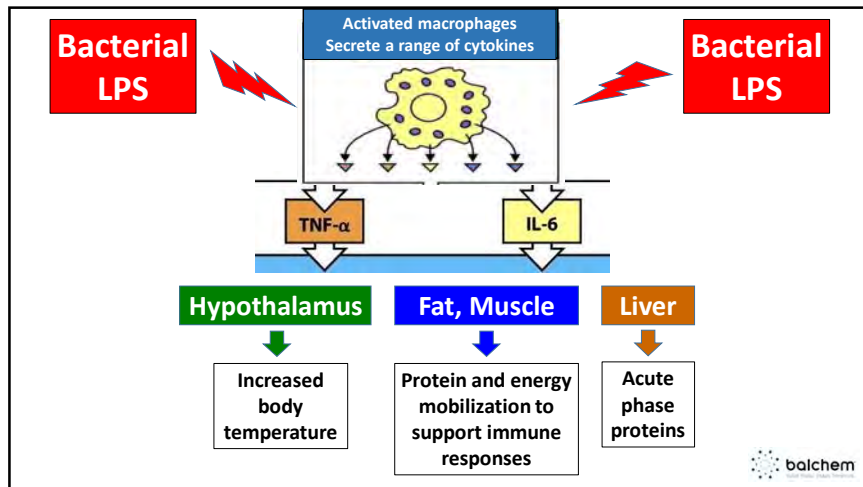 Bacterial
LPS
Activated macrophages
Secrete a range of cytokines
Bacterial
LPS
TNF-α
IL-6
Hypothalamus
Fat, Muscle
Liver
Increased
body
temperature
Protein and energy
mobilization to
support immune
responses
Acute
phase
proteins
balchem